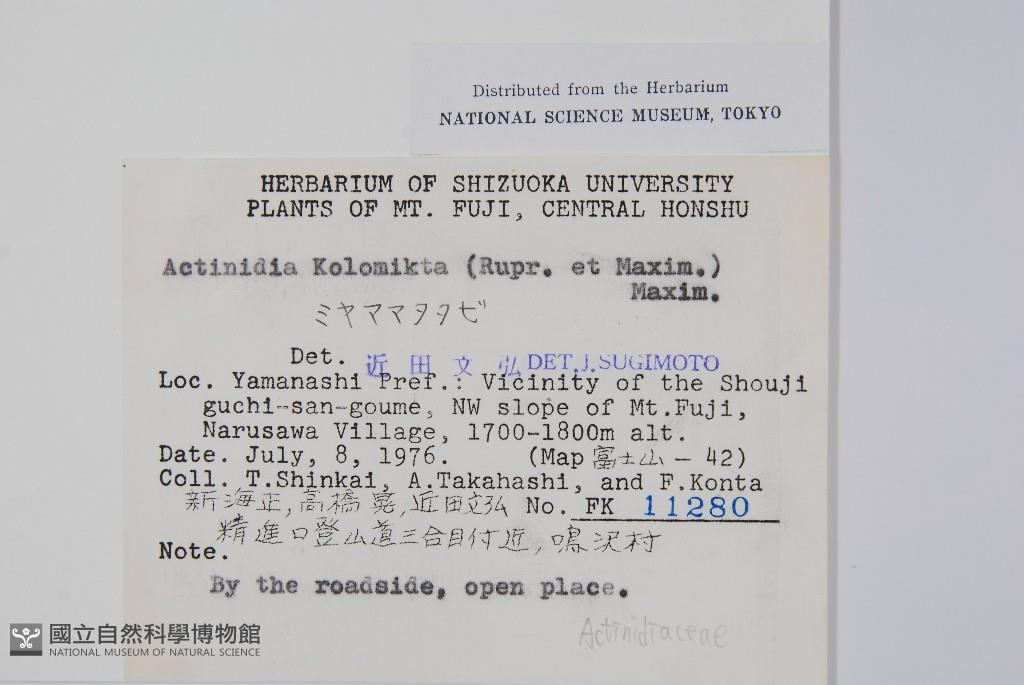 Distributed from the Herbarium
NATIONAL SCIENCE MUSEUM, TOKYO
HERBARIUM OF SHIZUOKA UNIVERSITY
PLANTS OF MT. FUJI, CENTRAL HONSHU
Actinidia Kolomikta (Rupr. et Maxim.)
Maxim.
ミヤママタタビ
Det. 近田文弘 DET.J.SUGIMOTO
Loc. Yamanashi Pref.: Vicinity of the Shouji
guchi-san-goume, NW slope of Mt.Fuji,
Narusawa Village, 1700-1800m alt.
Date. July, 8, 1976. (Map 富士山 - 42)
Coll. T.Shinkai, A.Takahashi, and F.Konta
新海正, 高橋晃, 近田文弘 No. FK 11280
精進口登山道三合目付近, 鳴沢村
Note.
By the roadside, open place.
Actinidiaceae
國立自然科學博物館
NATIONAL MUSEUM OF NATURAL SCIENCE